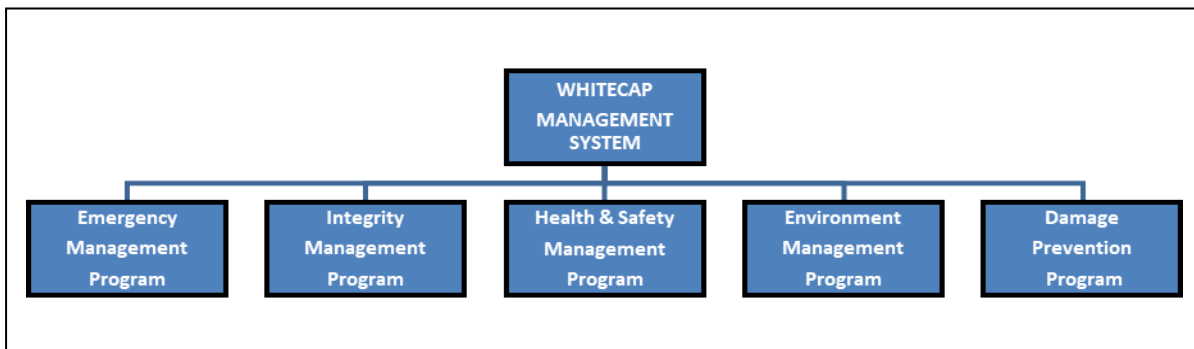 WHITECAP
MANAGEMENT
SYSTEM
Emergency
Management
Program
Integrity
Management
Program
Health & Safety
Management
Program
Environment
Management
Program
Damage
Prevention
Program